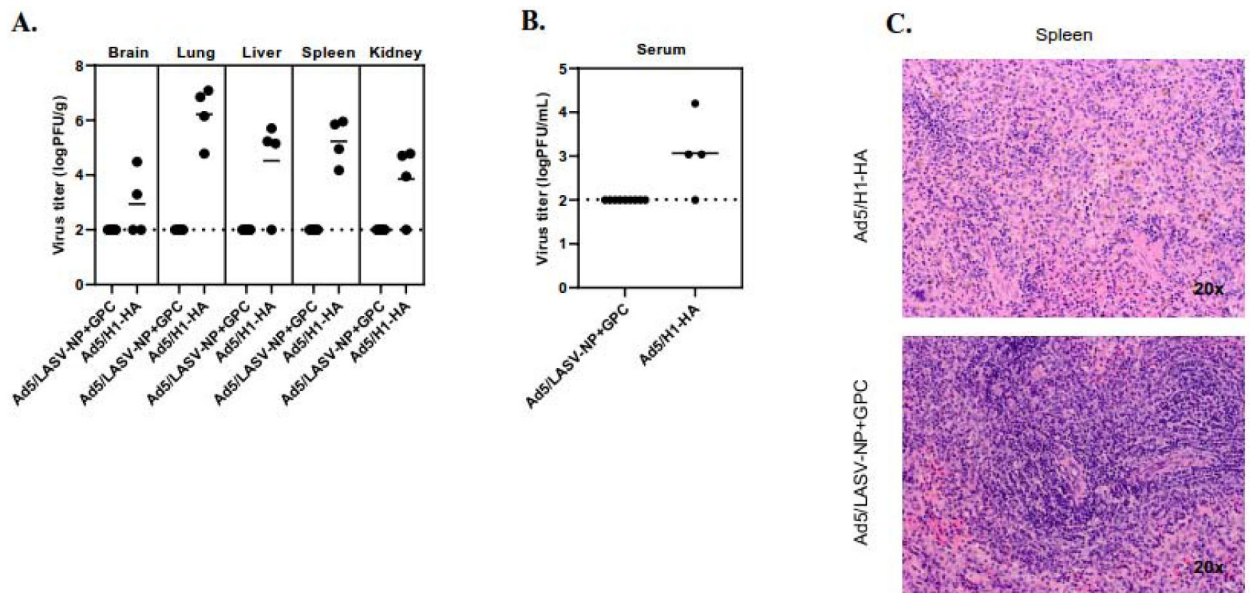 A.
Brain Lung Liver Spleen Kidney
Virus titer (logPFU/g)
8
6
4
2
0
Ad5/LASV-NP+GPC
Ad5/H1-HA
Ad5/LASV-NP+GPC
Ad5/H1-HA
Ad5/LASV-NP+GPC
Ad5/H1-HA
Ad5/LASV-NP+GPC
Ad5/H1-HA
Ad5/LASV-NP+GPC
Ad5/H1-HA
B.
Serum
Virus titer (logPFU/mL)
5
4
3
2
1
0
Ad5/LASV-NP+GPC
Ad5/H1-HA
C.
Spleen
Ad5/H1-HA
20x
Ad5/LASV-NP+GPC
20x